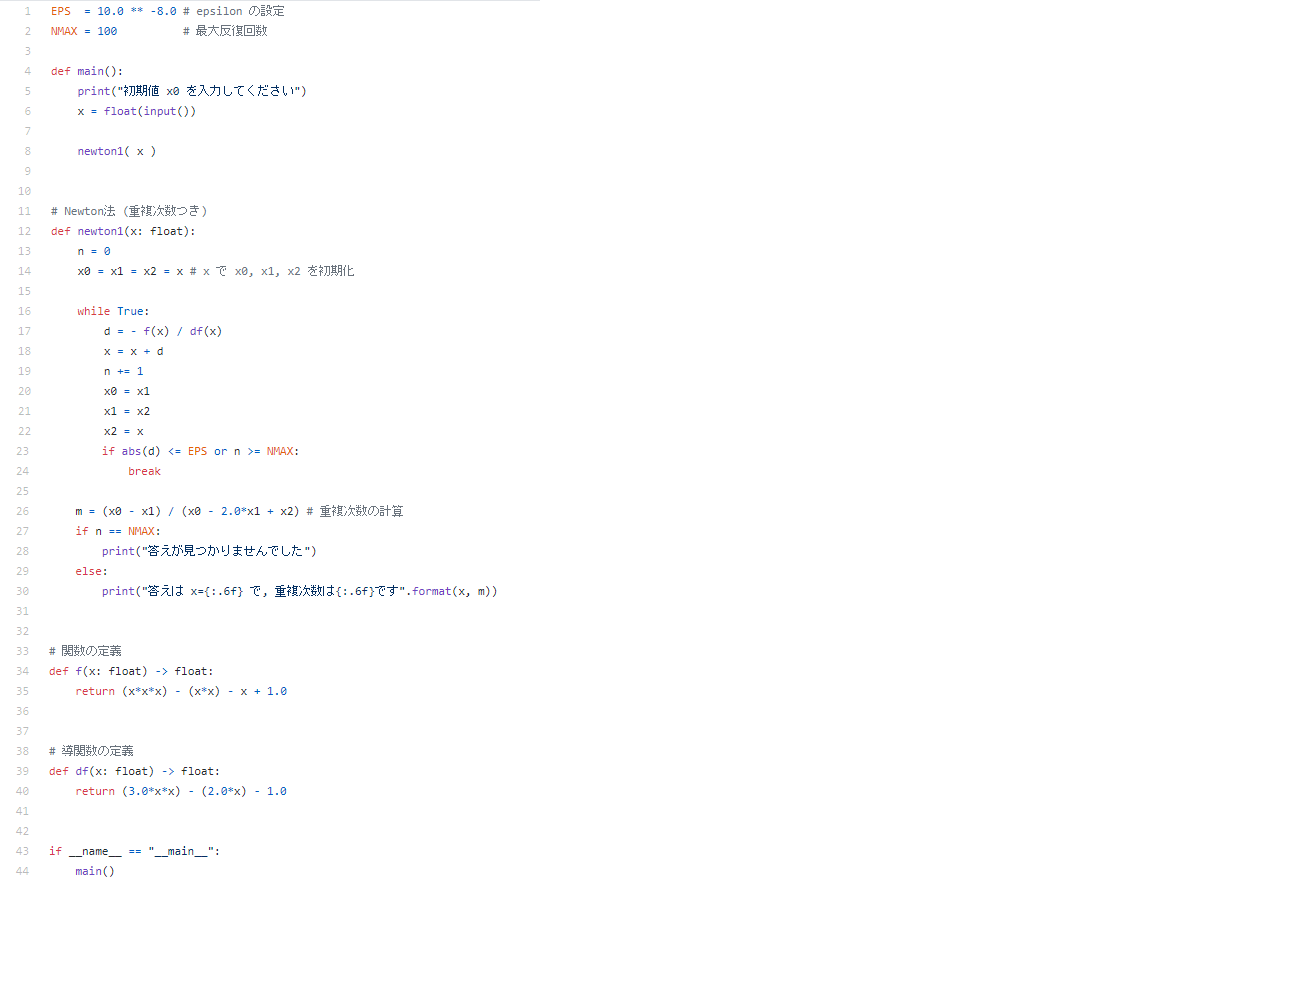 1 EPS = 10.0 ** -8.0 # epsilon の設定
2 NMAX = 100 # 最大反復回数
3
4 def main():
5 print("初期値 x0 を入力してください")
6 x = float(input())
7
8 newton1( x )
9
10
11 # Newton法 (重複次数つき)
12 def newton1(x: float):
13 n = 0
14 x0 = x1 = x2 = x # x で x0, x1, x2 を初期化
15
16 while True:
17 d = - f(x) / df(x)
18 x = x + d
19 n += 1
20 x0 = x1
21 x1 = x2
22 x2 = x
23 if abs(d) <= EPS or n >= NMAX:
24 break
25
26 m = (x0 - x1) / (x0 - 2.0*x1 + x2) # 重複次数の計算
27 if n == NMAX:
28 print("答えが見つかりませんでした")
29 else:
30 print("答えは x={:.6f} で, 重複次数は{:.6f}です".format(x, m))
31
32
33 # 関数の定義
34 def f(x: float) -> float:
35 return (x*x*x) - (x*x) - x + 1.0
36
37
38 # 導関数の定義
39 def df(x: float) -> float:
40 return (3.0*x*x) - (2.0*x) - 1.0
41
42
43 if __name__ == "__main__":
44 main()